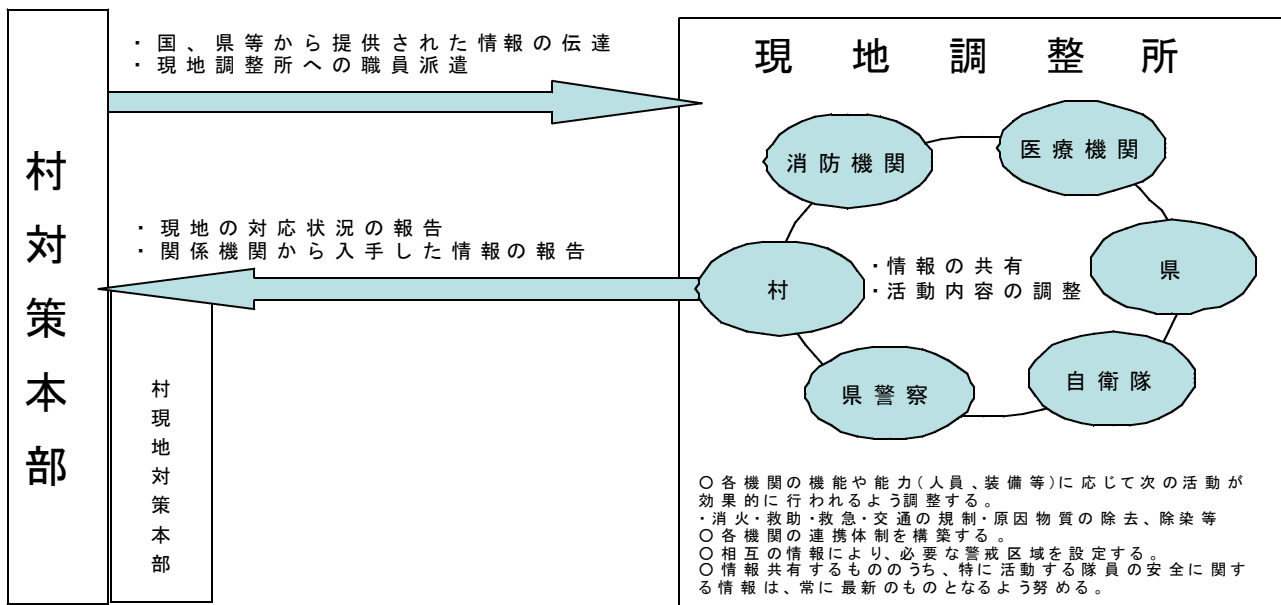 村対策本部
・国、県等から提供された情報の伝達
・現地調整所への職員派遣
・現地の対応状況の報告
・関係機関から入手した情報の報告
村現地対策本部
現地調整所
消防機関
医療機関
村
・情報の共有
・活動内容の調整
県
県警察
自衛隊
〇各機関の機能や能力(人員、装備等)に応じて次の活動が
効果的に行われるよう調整する。
・消火・救助・救急・交通の規制・原因物質の除去、除染等
〇各機関の連携体制を構築する。
〇相互の情報により、必要な警戒区域を設定する。
〇情報共有するもののうち、特に活動する隊員の安全に関す
る情報は、常に最新のものとなるよう努める。